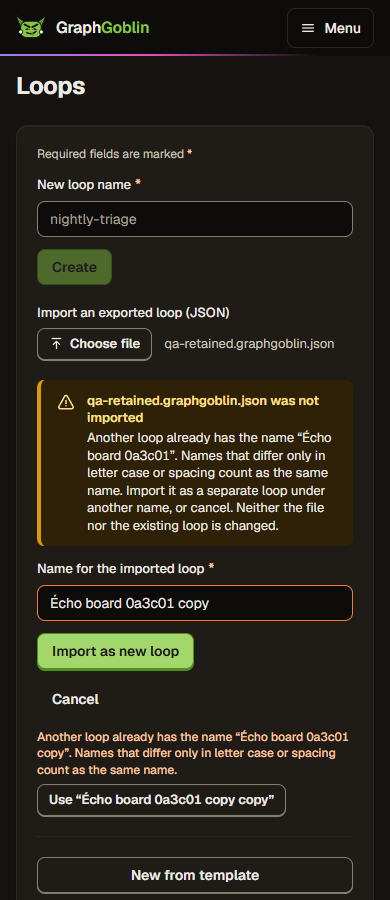 GraphGoblin
Menu
Loops
Required fields are marked *
New loop name *
nightly-triage
Create
Import an exported loop (JSON)
Choose file
qa-retained.graphgoblin.json
qa-retained.graphgoblin.json was not
imported
Another loop already has the name “Écho
board 0a3c01”. Names that differ only in
letter case or spacing count as the same
name. Import it as a separate loop under
another name, or cancel. Neither the file
nor the existing loop is changed.
Name for the imported loop *
Écho board 0a3c01 copy
Import as new loop
Cancel
Another loop already has the name “Écho board 0a3c01
copy”. Names that differ only in letter case or spacing
count as the same name.
Use “Écho board 0a3c01 copy copy”
New from template